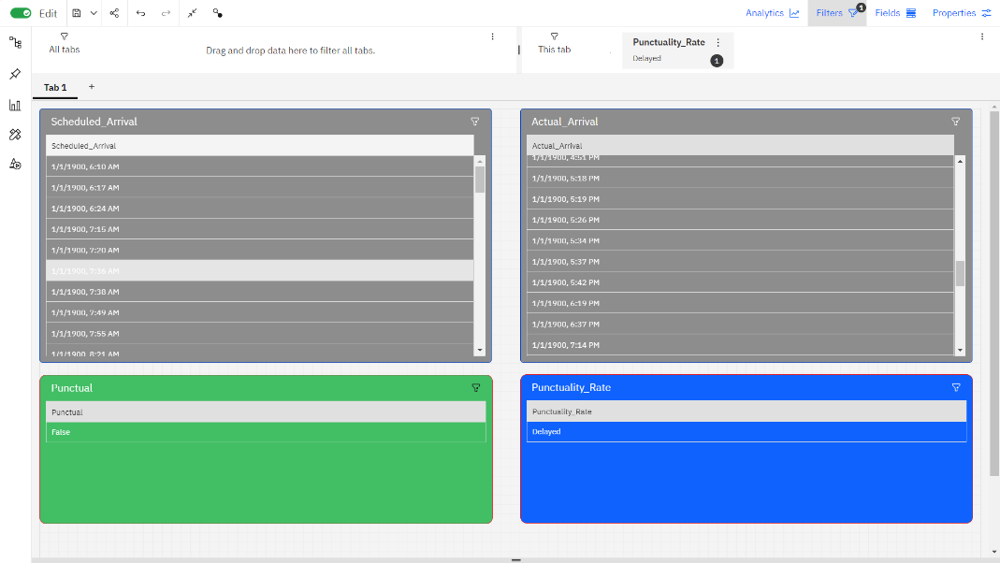 Edit
Analytics
Filters
1
Fields
Properties
All tabs
Drag and drop data here to filter all tabs.
This tab
Punctuality_Rate
Delayed
1
Tab 1
+
Scheduled_Arrival
Scheduled_Arrival
1/1/1900, 6:10 AM
1/1/1900, 6:17 AM
1/1/1900, 6:24 AM
1/1/1900, 7:15 AM
1/1/1900, 7:20 AM
1/1/1900, 7:36 AM
1/1/1900, 7:38 AM
1/1/1900, 7:49 AM
1/1/1900, 7:55 AM
1/1/1900, 8:21 AM
Actual_Arrival
Actual_Arrival
1/1/1900, 4:51 PM
1/1/1900, 5:18 PM
1/1/1900, 5:19 PM
1/1/1900, 5:26 PM
1/1/1900, 5:34 PM
1/1/1900, 5:37 PM
1/1/1900, 5:42 PM
1/1/1900, 6:19 PM
1/1/1900, 6:37 PM
1/1/1900, 7:14 PM
Punctual
Punctual
False
Punctuality_Rate
Punctuality_Rate
Delayed